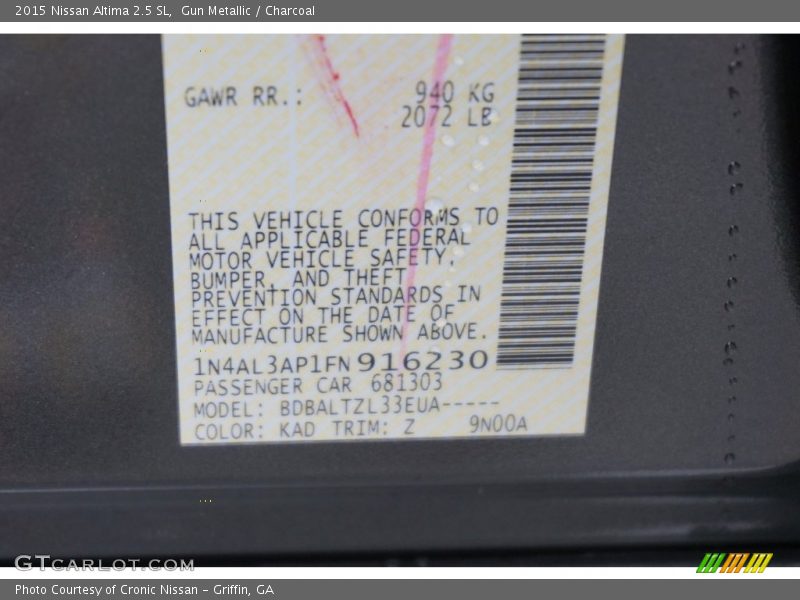 2015 Nissan Altima 2.5 SL,  Gun Metallic / Charcoal
GAWR RR.: 940 KG
2072 LB
THIS VEHICLE CONFORMS TO
ALL APPLICABLE FEDERAL
MOTOR VEHICLE SAFETY,
BUMPER, AND THEFT
PREVENTION STANDARDS IN
EFFECT ON THE DATE OF
MANUFACTURE SHOWN ABOVE.
1N4AL3AP1FN916230
PASSENGER CAR 681303
MODEL: BDBALTZL33EUA-----
COLOR: KAD TRIM: Z 9N00A
GTCARLOT.COM
Photo Courtesy of Cronic Nissan - Griffin, GA